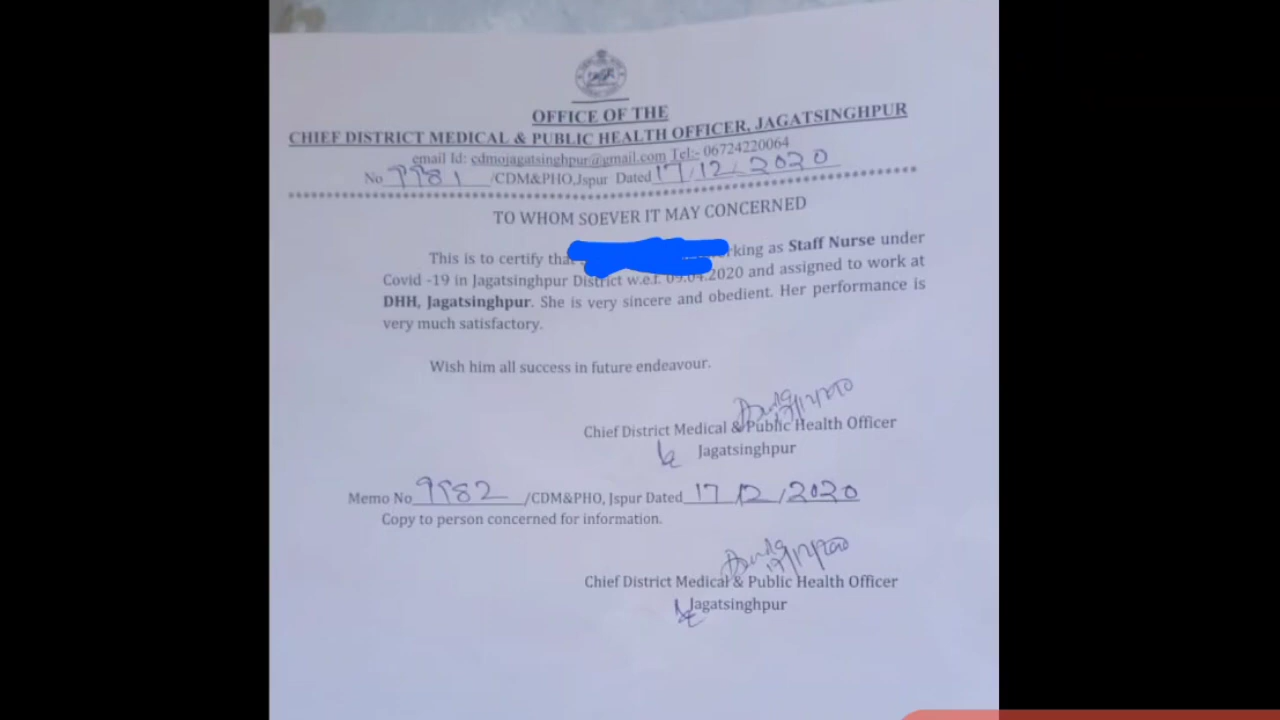 OFFICE OF THE
CHIEF DISTRICT MEDICAL & PUBLIC HEALTH OFFICER, JAGATSINGHPUR
email Id: cdmojagatsinghpur@gmail.com Tel:- 06724220064
No 9981 /CDM&PHO,Jspur Dated 17/12/2020
TO WHOM SOEVER IT MAY CONCERNED
This is to certify that rking as Staff Nurse under
Covid -19 in Jagatsinghpur District w.e.f. 09.04.2020 and assigned to work at
DHH, Jagatsinghpur. She is very sincere and obedient. Her performance is
very much satisfactory.
Wish him all success in future endeavour.
Chief District Medical & Public Health Officer
Jagatsinghpur
Memo No 9982 /CDM&PHO, Jspur Dated 17/12/2020
Copy to person concerned for information.
Chief District Medical & Public Health Officer
Jagatsinghpur